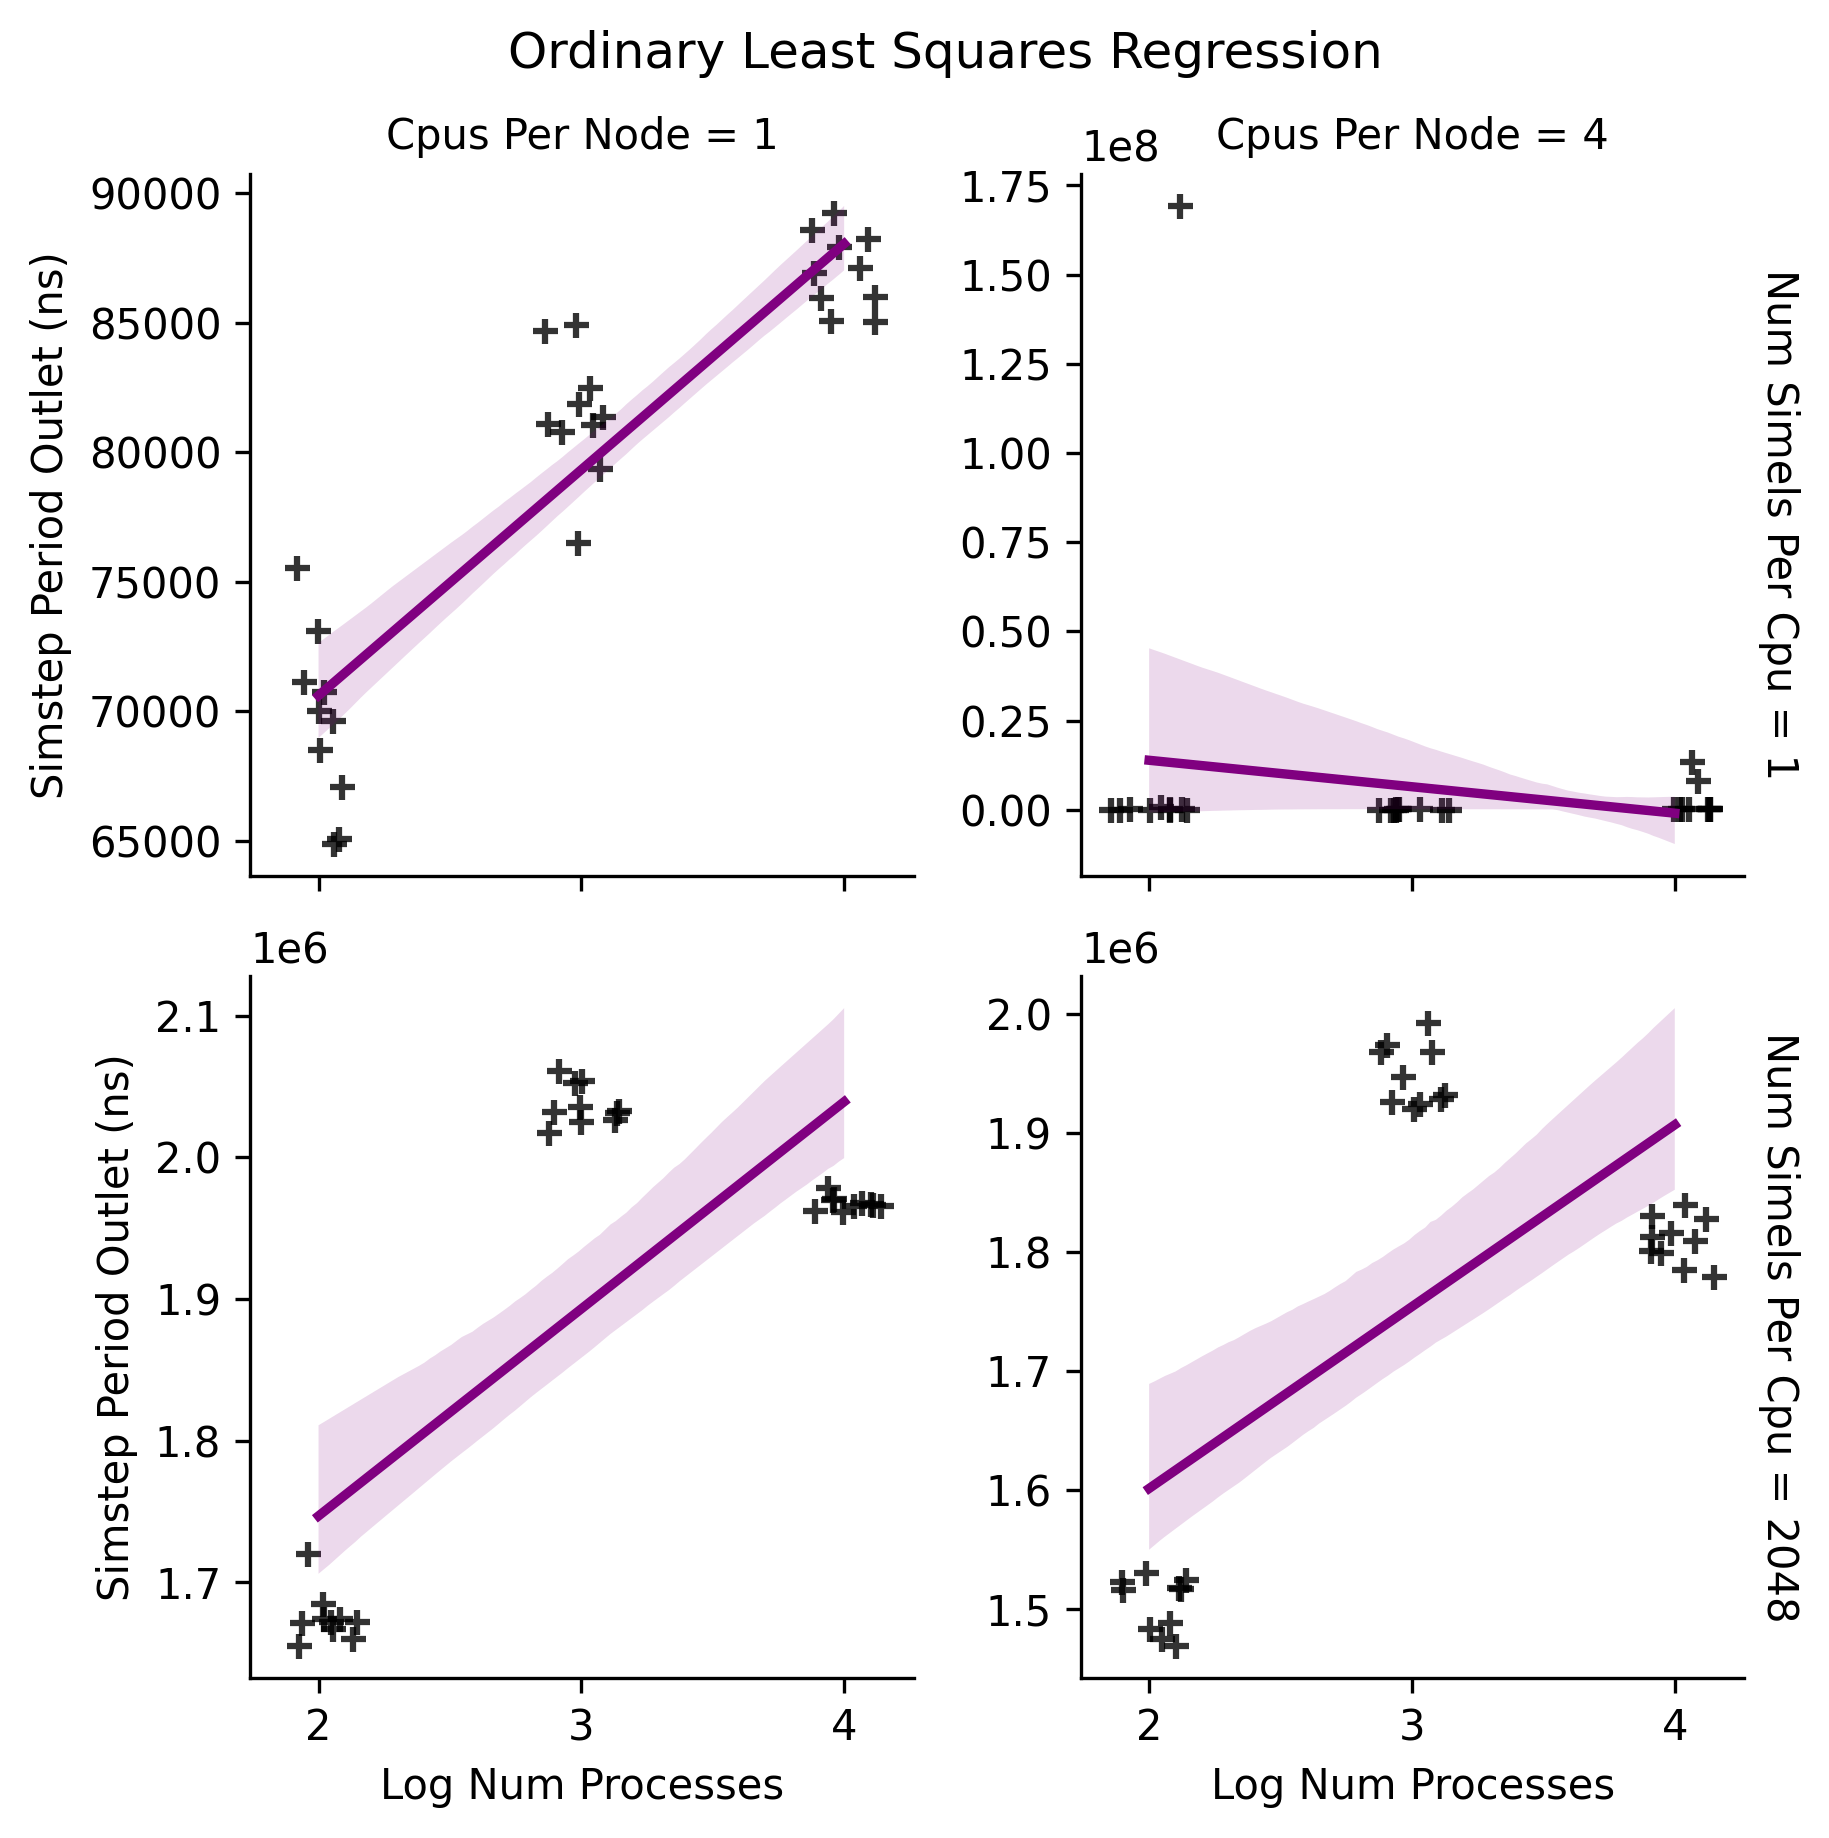 Ordinary Least Squares Regression
Cpus Per Node = 1
Cpus Per Node = 4
Simstep Period Outlet (ns)
90000
85000
80000
75000
70000
65000
1e8
1.75
1.50
1.25
1.00
0.75
0.50
0.25
0.00
Num Simels Per Cpu = 1
Simstep Period Outlet (ns)
1e6
2.1
2.0
1.9
1.8
1.7
2
3
4
Log Num Processes
1e6
2.0
1.9
1.8
1.7
1.6
1.5
2
3
4
Log Num Processes
Num Simels Per Cpu = 2048